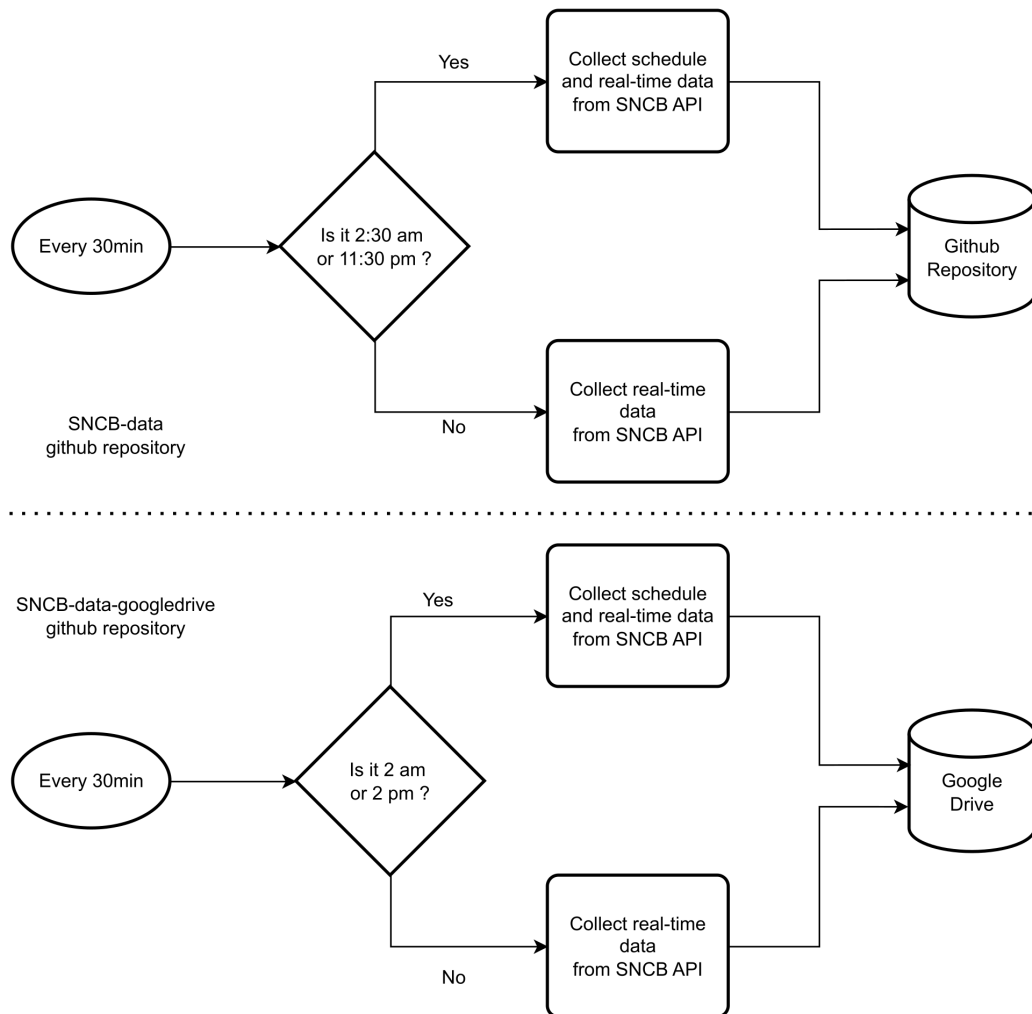 Yes
Collect schedule
and real-time data
from SNCB API
Every 30min
Is it 2:30 am
or 11:30 pm ?
Github
Repository
SNCB-data
github repository
No
Collect real-time
data
from SNCB API
SNCB-data-googledrive
github repository
Yes
Collect schedule
and real-time data
from SNCB API
Every 30min
Is it 2 am
or 2 pm ?
Google
Drive
No
Collect real-time
data
from SNCB API